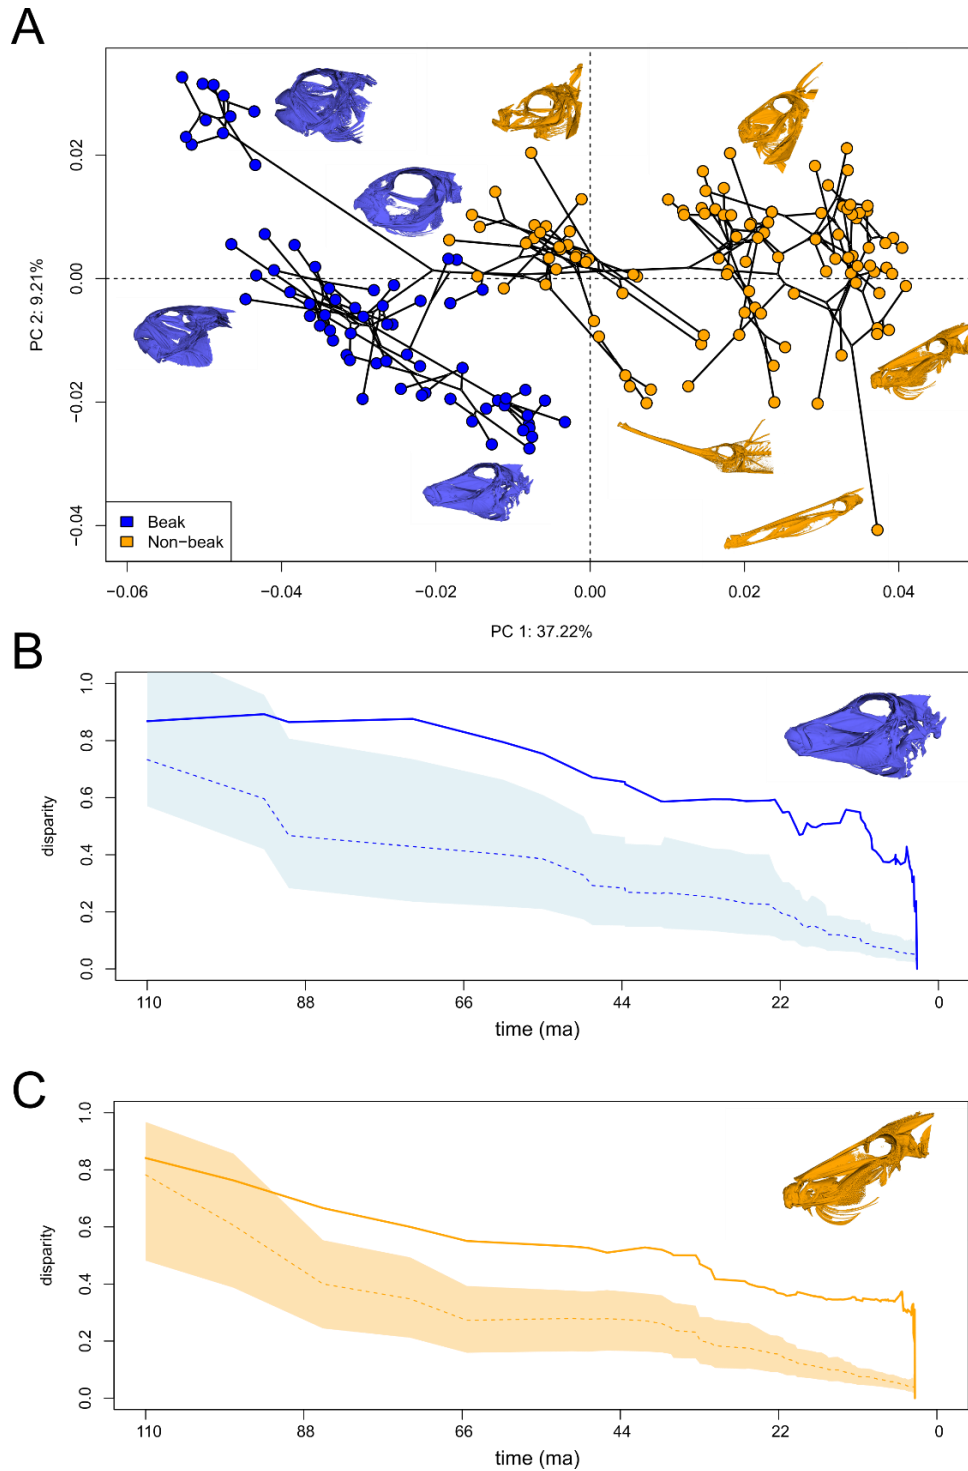 A
PC 2: 9.21%
0.02
0.00
−0.02
−0.04
Beak
Non−beak
−0.06 −0.04 −0.02 0.00 0.02 0.04
PC 1: 37.22%
B
disparity
1.0
0.8
0.6
0.4
0.2
0.0
110 88 66 44 22 0
time (ma)
C
disparity
1.0
0.8
0.6
0.4
0.2
0.0
110 88 66 44 22 0
time (ma)